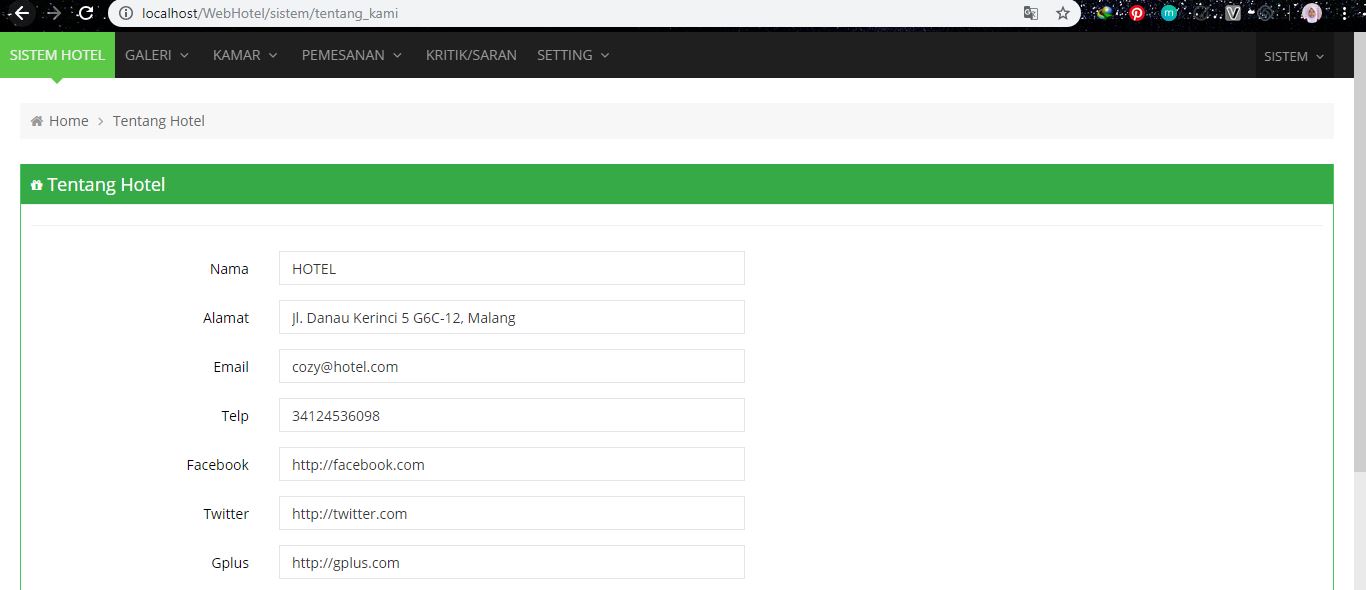 localhost/WebHotel/sistem/tentang_kami
SISTEM HOTEL GALERI KAMAR PEMESANAN KRITIK/SARAN SETTING SISTEM
Home > Tentang Hotel
Tentang Hotel
Nama HOTEL
Alamat Jl. Danau Kerinci 5 G6C-12, Malang
Email cozy@hotel.com
Telp 34124536098
Facebook http://facebook.com
Twitter http://twitter.com
Gplus http://gplus.com